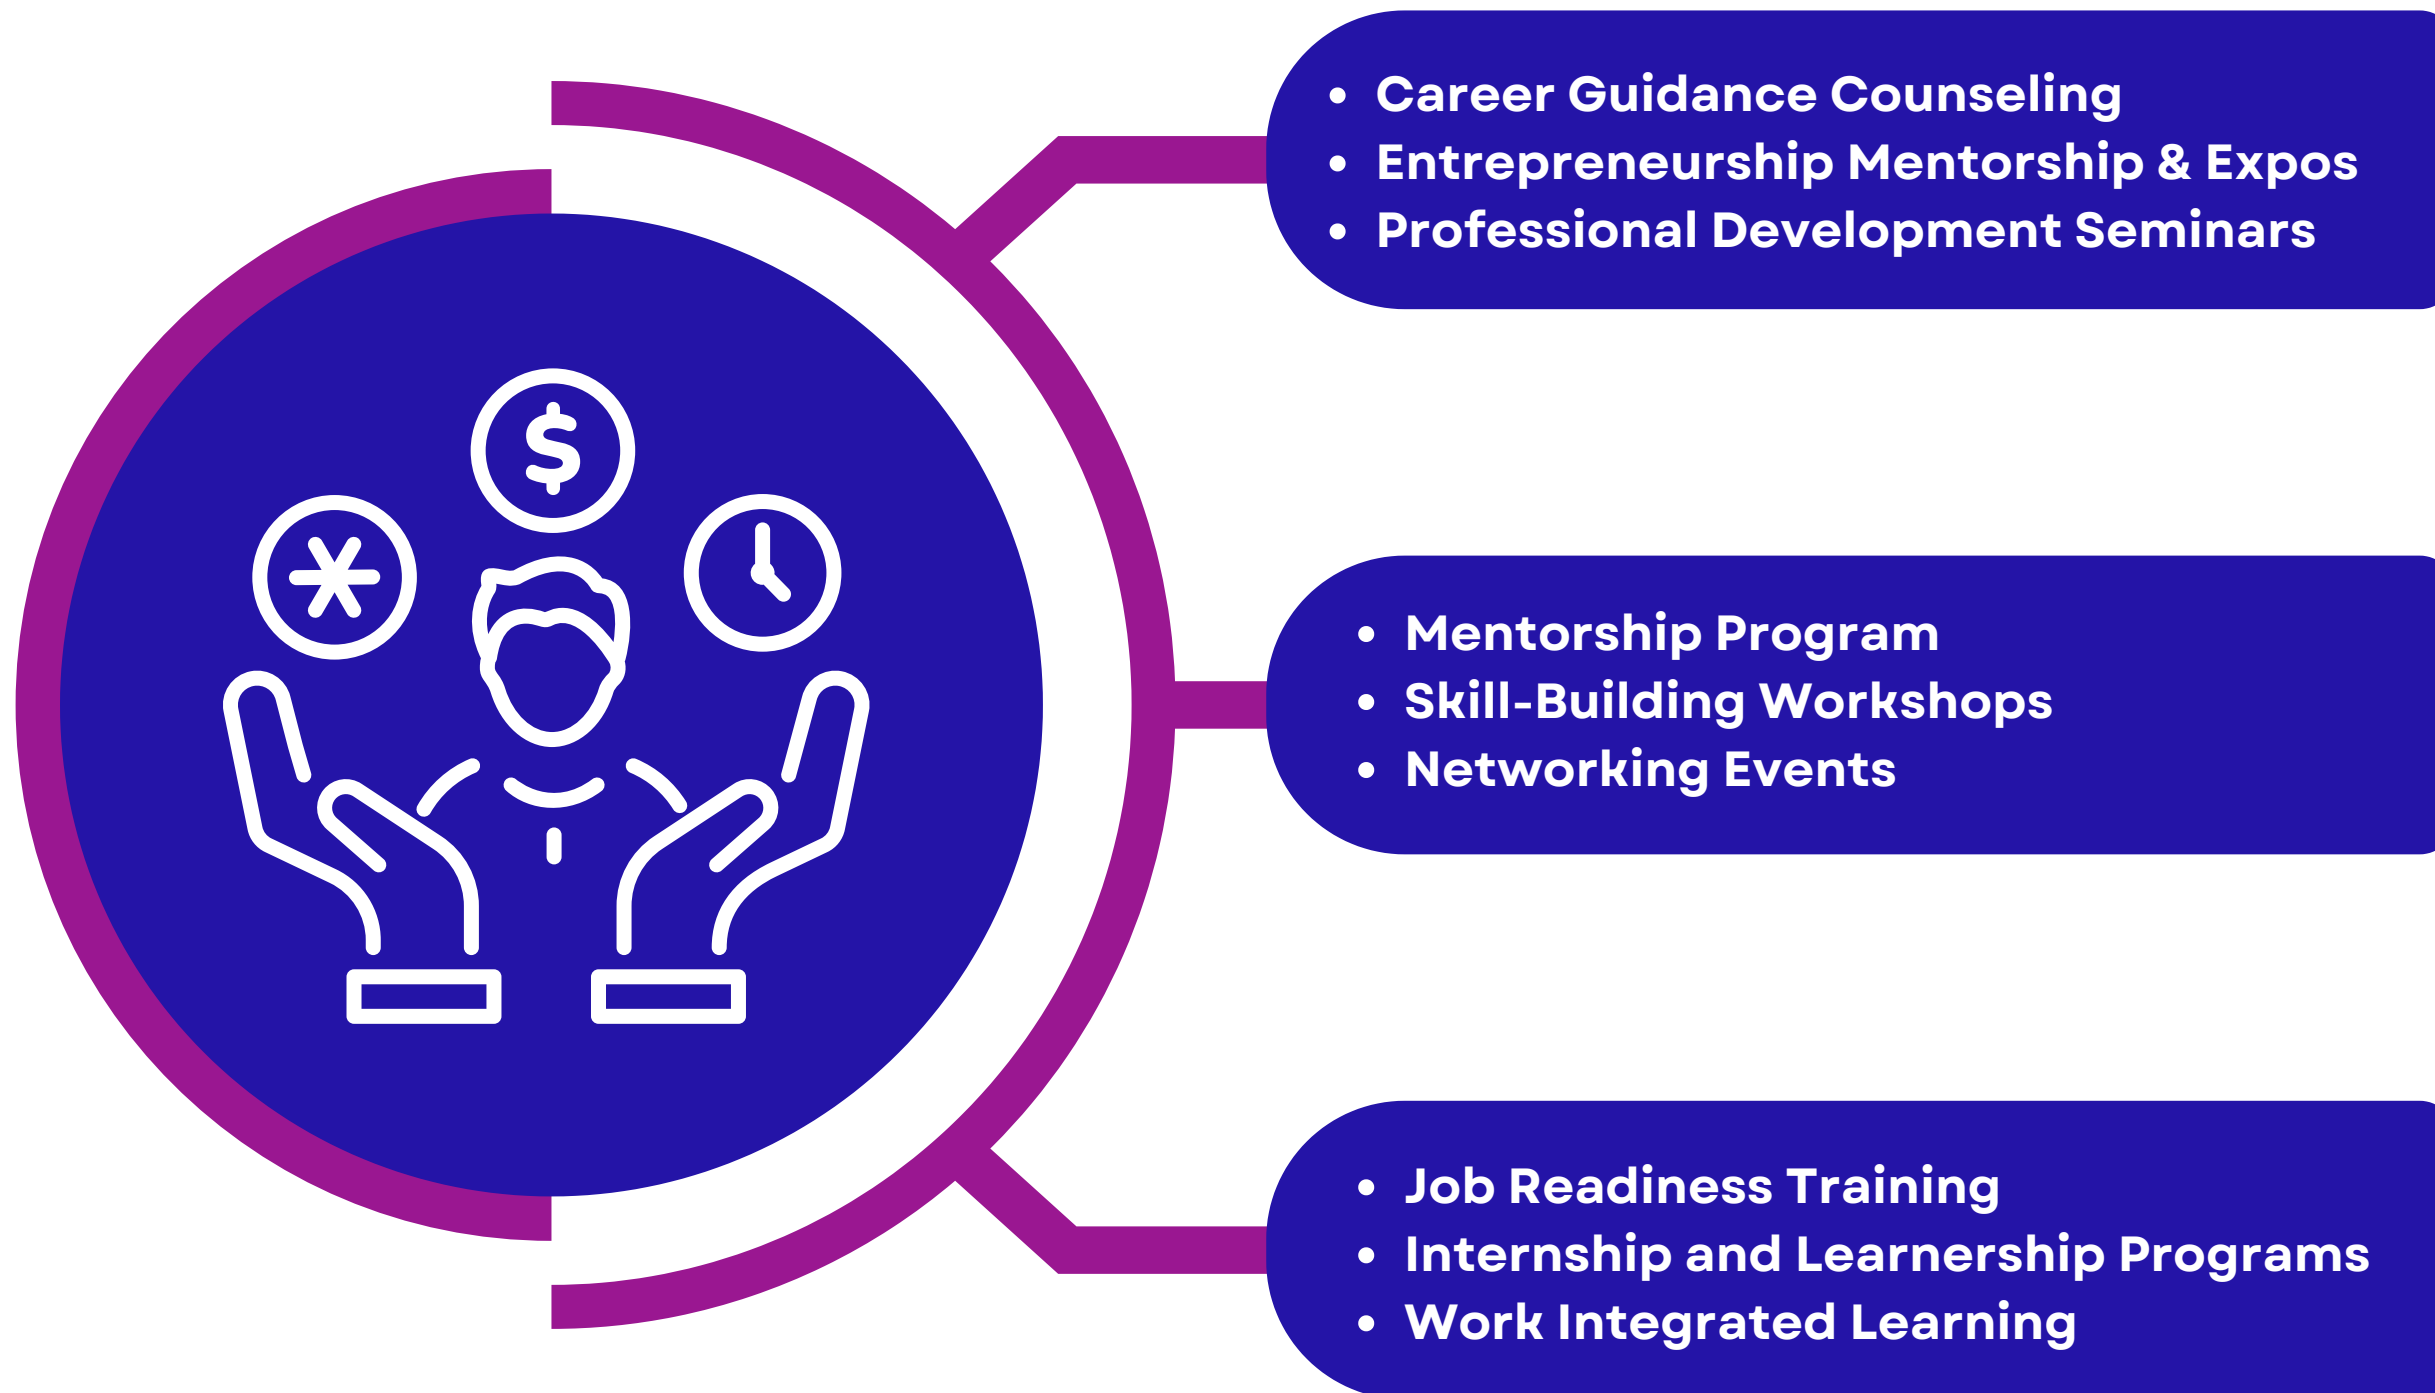 • Career Guidance Counseling
• Entrepreneurship Mentorship & Expos
• Professional Development Seminars
• Mentorship Program
• Skill-Building Workshops
• Networking Events
• Job Readiness Training
• Internship and Learnership Programs
• Work Integrated Learning